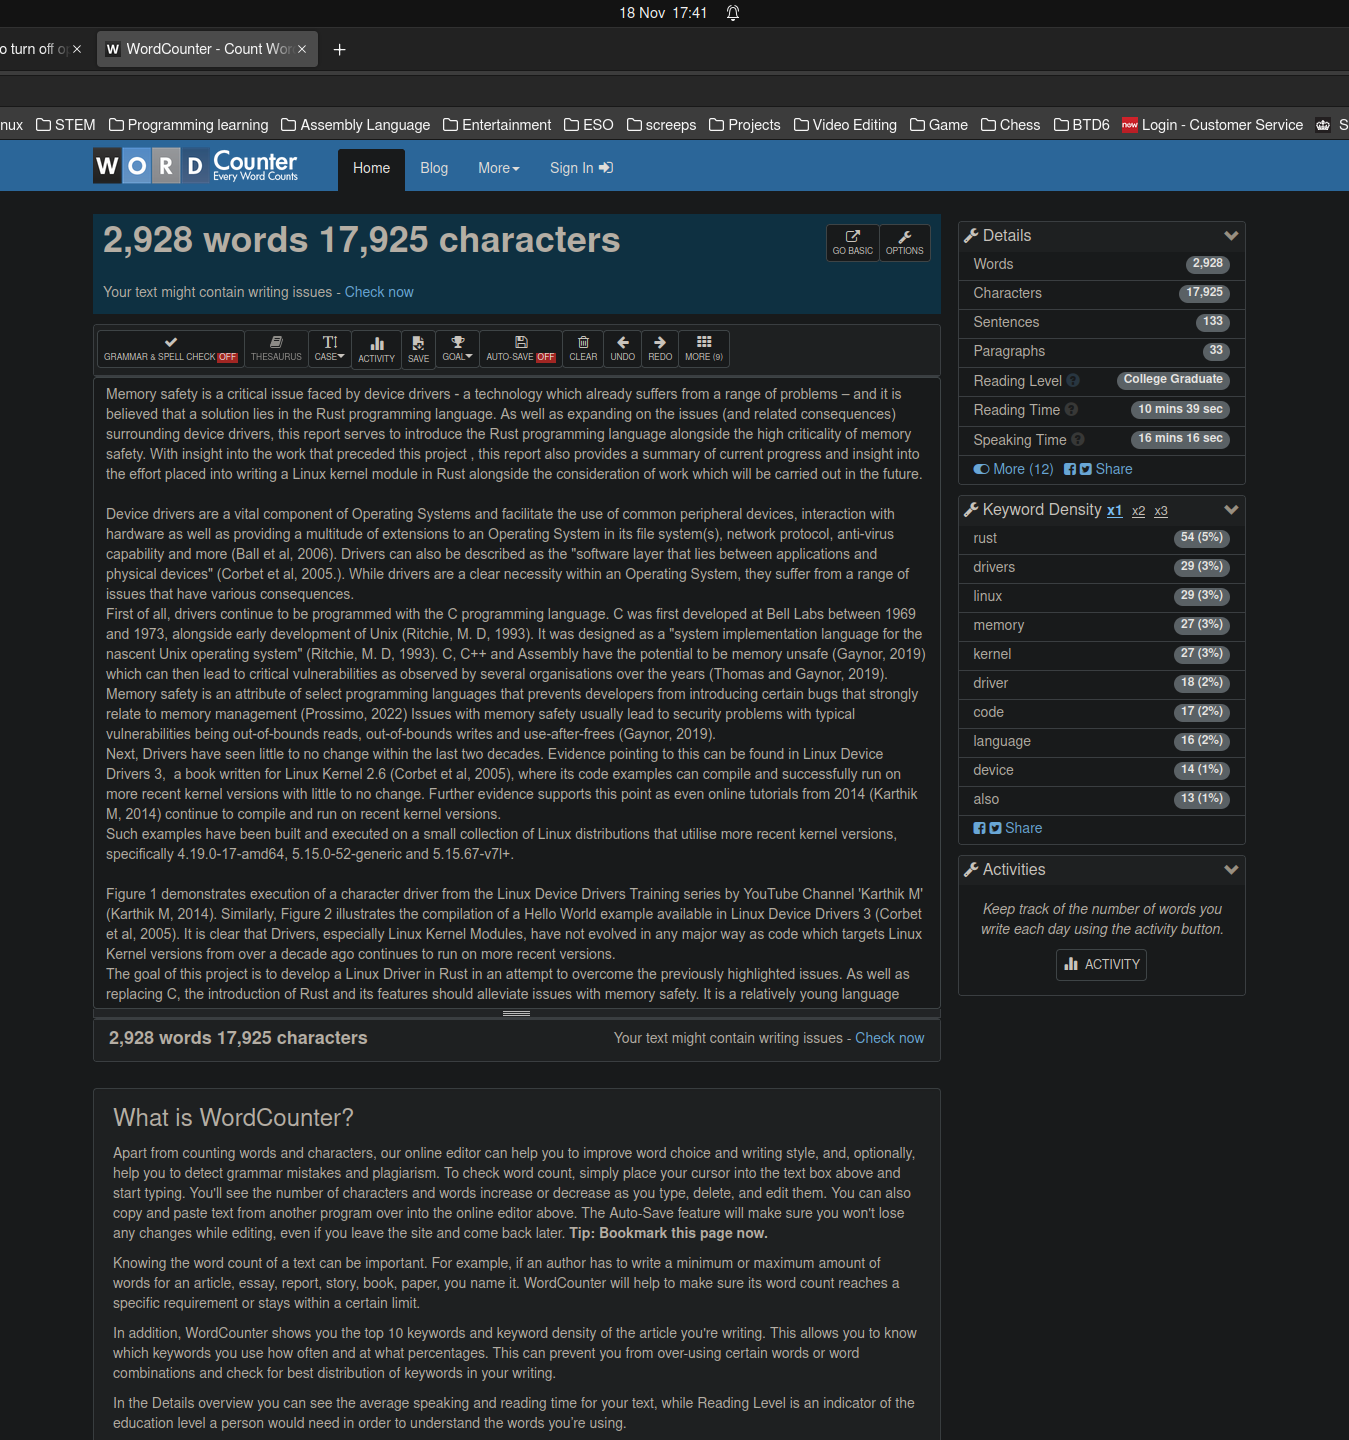 18 Nov 17:41
o turn off o
WordCounter - Count Wor
nux STEM Programming learning Assembly Language Entertainment ESO screeps Projects Video Editing Game Chess BTD6 now Login - Customer Service S
WORD Counter Every Word Counts
Home Blog More Sign In
2,928 words 17,925 characters
GO BASIC OPTIONS
Your text might contain writing issues - Check now
GRAMMAR & SPELL CHECK OFF THESAURUS CASE ACTIVITY SAVE GOAL AUTO-SAVE OFF CLEAR UNDO REDO MORE (9)
Memory safety is a critical issue faced by device drivers - a technology which already suffers from a range of problems – and it is
believed that a solution lies in the Rust programming language. As well as expanding on the issues (and related consequences)
surrounding device drivers, this report serves to introduce the Rust programming language alongside the high criticality of memory
safety. With insight into the work that preceded this project , this report also provides a summary of current progress and insight into
the effort placed into writing a Linux kernel module in Rust alongside the consideration of work which will be carried out in the future.
Device drivers are a vital component of Operating Systems and facilitate the use of common peripheral devices, interaction with
hardware as well as providing a multitude of extensions to an Operating System in its file system(s), network protocol, anti-virus
capability and more (Ball et al, 2006). Drivers can also be described as the "software layer that lies between applications and
physical devices" (Corbet et al, 2005.). While drivers are a clear necessity within an Operating System, they suffer from a range of
issues that have various consequences.
First of all, drivers continue to be programmed with the C programming language. C was first developed at Bell Labs between 1969
and 1973, alongside early development of Unix (Ritchie, M. D, 1993). It was designed as a "system implementation language for the
nascent Unix operating system" (Ritchie, M. D, 1993). C, C++ and Assembly have the potential to be memory unsafe (Gaynor, 2019)
which can then lead to critical vulnerabilities as observed by several organisations over the years (Thomas and Gaynor, 2019).
Memory safety is an attribute of select programming languages that prevents developers from introducing certain bugs that strongly
relate to memory management (Prossimo, 2022) Issues with memory safety usually lead to security problems with typical
vulnerabilities being out-of-bounds reads, out-of-bounds writes and use-after-frees (Gaynor, 2019).
Next, Drivers have seen little to no change within the last two decades. Evidence pointing to this can be found in Linux Device
Drivers 3,  a book written for Linux Kernel 2.6 (Corbet et al, 2005), where its code examples can compile and successfully run on
more recent kernel versions with little to no change. Further evidence supports this point as even online tutorials from 2014 (Karthik
M, 2014) continue to compile and run on recent kernel versions.
Such examples have been built and executed on a small collection of Linux distributions that utilise more recent kernel versions,
specifically 4.19.0-17-amd64, 5.15.0-52-generic and 5.15.67-v7l+.
Figure 1 demonstrates execution of a character driver from the Linux Device Drivers Training series by YouTube Channel 'Karthik M'
(Karthik M, 2014). Similarly, Figure 2 illustrates the compilation of a Hello World example available in Linux Device Drivers 3 (Corbet
et al, 2005). It is clear that Drivers, especially Linux Kernel Modules, have not evolved in any major way as code which targets Linux
Kernel versions from over a decade ago continues to run on more recent versions.
The goal of this project is to develop a Linux Driver in Rust in an attempt to overcome the previously highlighted issues. As well as
replacing C, the introduction of Rust and its features should alleviate issues with memory safety. It is a relatively young language
2,928 words 17,925 characters
Your text might contain writing issues - Check now
What is WordCounter?
Apart from counting words and characters, our online editor can help you to improve word choice and writing style, and, optionally,
help you to detect grammar mistakes and plagiarism. To check word count, simply place your cursor into the text box above and
start typing. You'll see the number of characters and words increase or decrease as you type, delete, and edit them. You can also
copy and paste text from another program over into the online editor above. The Auto-Save feature will make sure you won't lose
any changes while editing, even if you leave the site and come back later. Tip: Bookmark this page now.
Knowing the word count of a text can be important. For example, if an author has to write a minimum or maximum amount of
words for an article, essay, report, story, book, paper, you name it. WordCounter will help to make sure its word count reaches a
specific requirement or stays within a certain limit.
In addition, WordCounter shows you the top 10 keywords and keyword density of the article you're writing. This allows you to know
which keywords you use how often and at what percentages. This can prevent you from over-using certain words or word
combinations and check for best distribution of keywords in your writing.
In the Details overview you can see the average speaking and reading time for your text, while Reading Level is an indicator of the
education level a person would need in order to understand the words you're using.
Details
Words 2,928
Characters 17,925
Sentences 133
Paragraphs 33
Reading Level College Graduate
Reading Time 10 mins 39 sec
Speaking Time 16 mins 16 sec
More (12) Share
Keyword Density x1 x2 x3
rust 54 (5%)
drivers 29 (3%)
linux 29 (3%)
memory 27 (3%)
kernel 27 (3%)
driver 18 (2%)
code 17 (2%)
language 16 (2%)
device 14 (1%)
also 13 (1%)
Share
Activities
Keep track of the number of words you
write each day using the activity button.
ACTIVITY